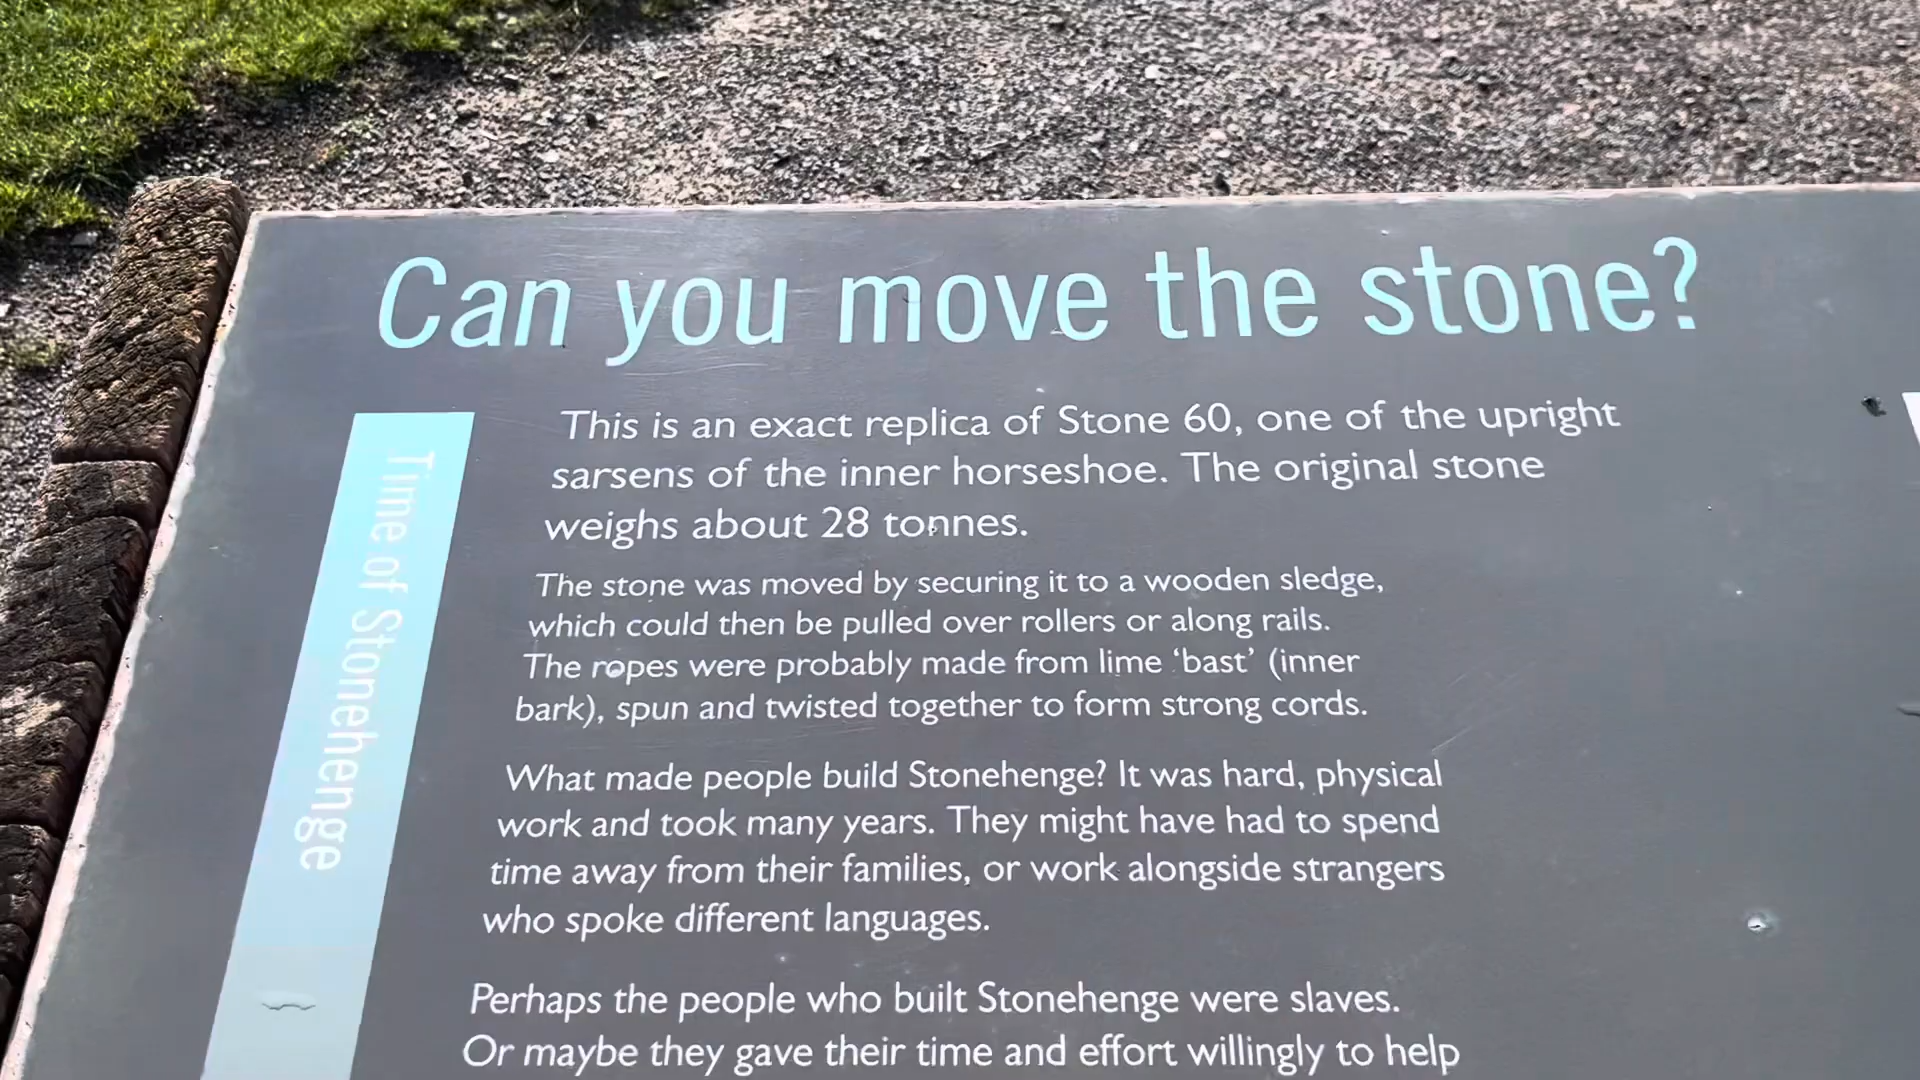 Can you move the stone?
Time of Stonehenge
This is an exact replica of Stone 60, one of the upright
sarsens of the inner horseshoe. The original stone
weighs about 28 tonnes.
The stone was moved by securing it to a wooden sledge,
which could then be pulled over rollers or along rails.
The ropes were probably made from lime ‘bast’ (inner
bark), spun and twisted together to form strong cords.
What made people build Stonehenge? It was hard, physical
work and took many years. They might have had to spend
time away from their families, or work alongside strangers
who spoke different languages.
Perhaps the people who built Stonehenge were slaves.
Or maybe they gave their time and effort willingly to help